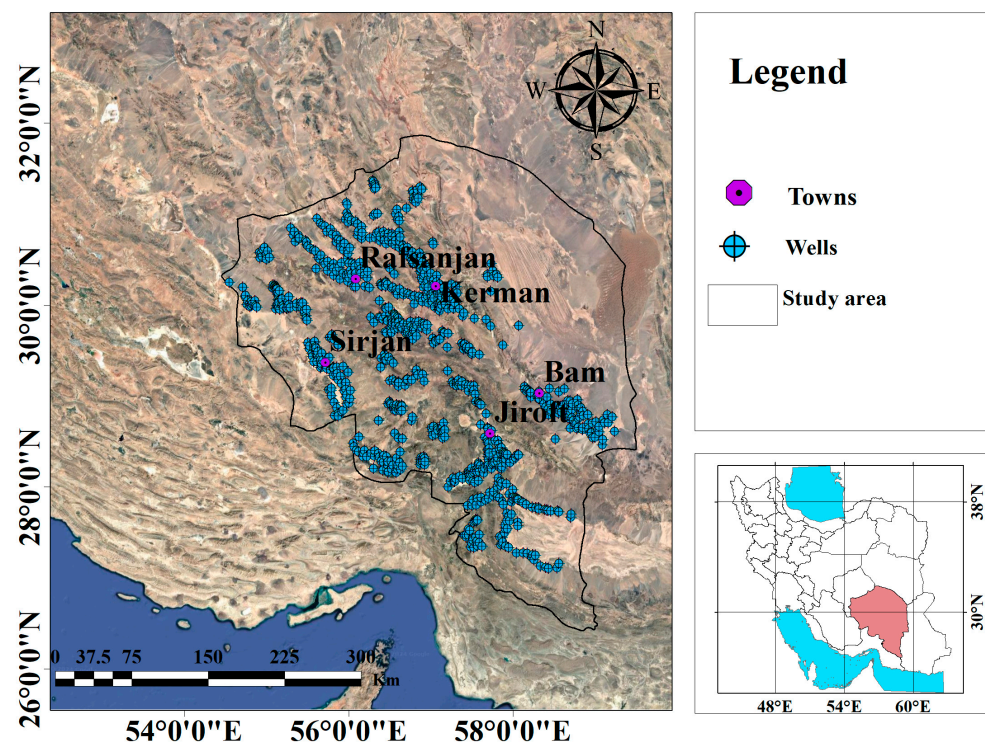 N
W E
S
Legend
Towns
Wells
Study area
Rafsanjan
Kerman
Sirjan
Bam
Jiroft
32°0'0"N
30°0'0"N
28°0'0"N
26°0'0"N
0 37.5 75 150 225 300
Km
54°0'0"E 56°0'0"E 58°0'0"E
38°N
30°N
48°E 54°E 60°E